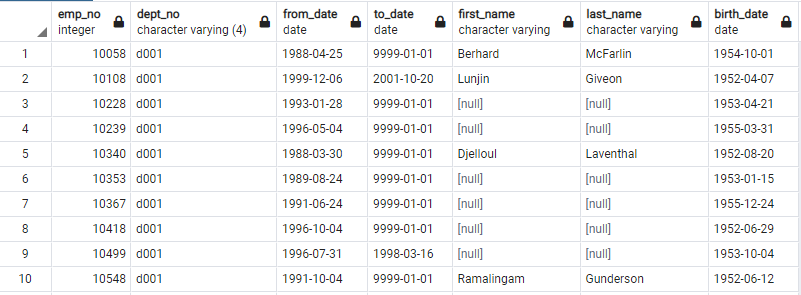 emp_no dept_no from_date to_date first_name last_name birth_date
integer character varying (4) date date character varying character varying date
1 10058 d001 1988-04-25 9999-01-01 Berhard McFarlin 1954-10-01
2 10108 d001 1999-12-06 2001-10-20 Lunjin Giveon 1952-04-07
3 10228 d001 1993-01-28 9999-01-01 [null] [null] 1953-04-21
4 10239 d001 1996-05-04 9999-01-01 [null] [null] 1955-03-31
5 10340 d001 1988-03-30 9999-01-01 Djelloul Laventhal 1952-08-20
6 10353 d001 1989-08-24 9999-01-01 [null] [null] 1953-01-15
7 10367 d001 1991-06-24 9999-01-01 [null] [null] 1955-12-24
8 10418 d001 1996-10-04 9999-01-01 [null] [null] 1952-06-29
9 10499 d001 1996-07-31 1998-03-16 [null] [null] 1953-10-04
10 10548 d001 1991-10-04 9999-01-01 Ramalingam Gunderson 1952-06-12